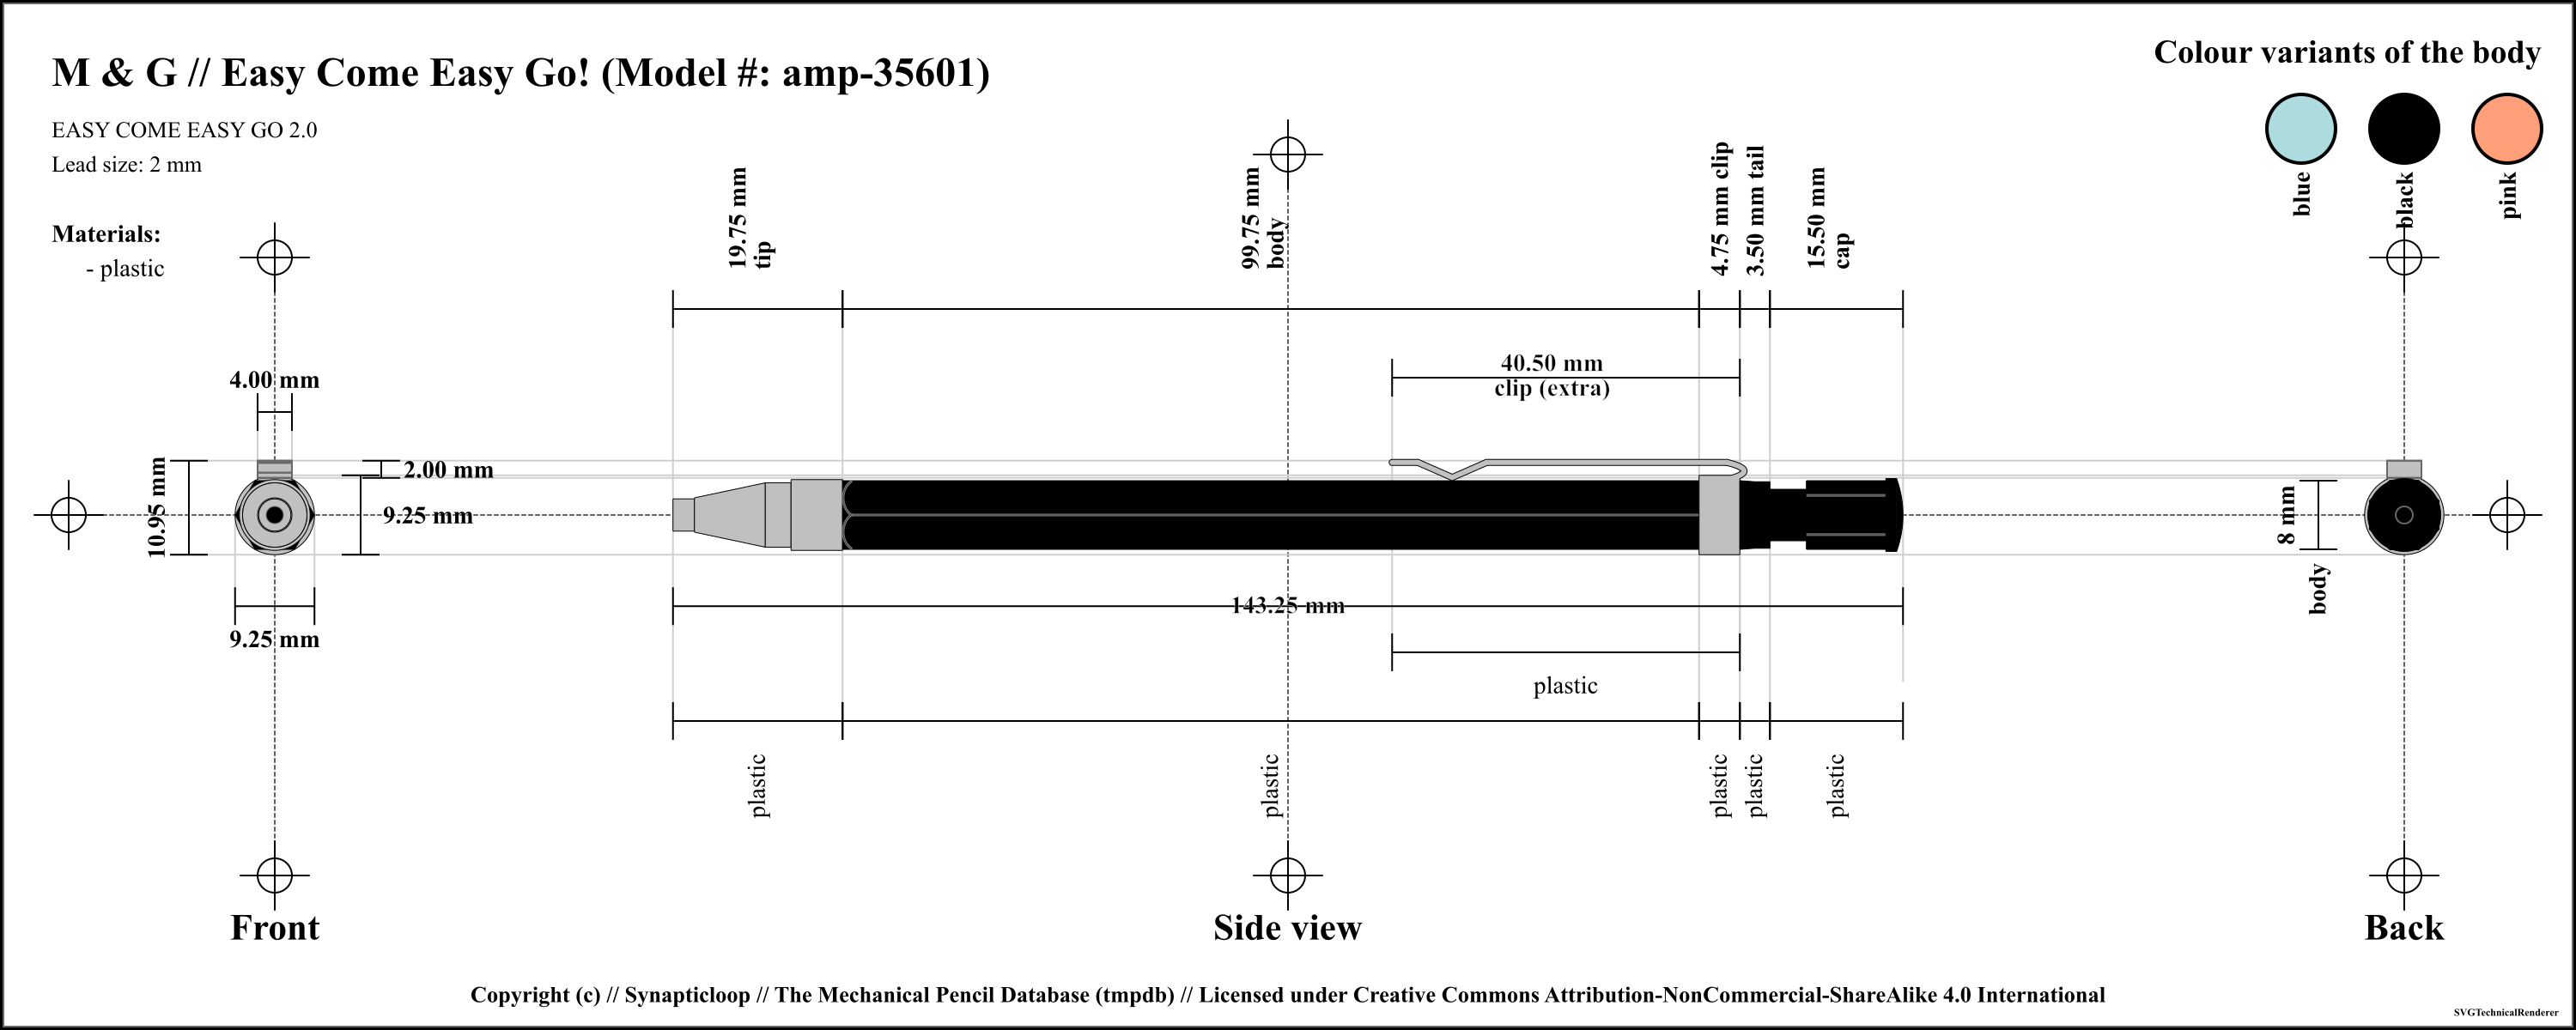 M & G // Easy Come Easy Go! (Model #: amp-35601)
EASY COME EASY GO 2.0
Lead size: 2 mm
Materials:
- plastic
Colour variants of the body
blue
black
pink
19.75 mm
tip
99.75 mm
body
4.75 mm clip
3.50 mm tail
15.50 mm
cap
40.50 mm
clip (extra)
4.00 mm
2.00 mm
10.95 mm
9.25 mm
9.25 mm
8 mm
body
143.25 mm
plastic
plastic
plastic
plastic
plastic
plastic
Front
Side view
Back
Copyright (c) // Synapticloop // The Mechanical Pencil Database (tmpdb) // Licensed under Creative Commons Attribution-NonCommercial-ShareAlike 4.0 International
SVGTechnicalRenderer